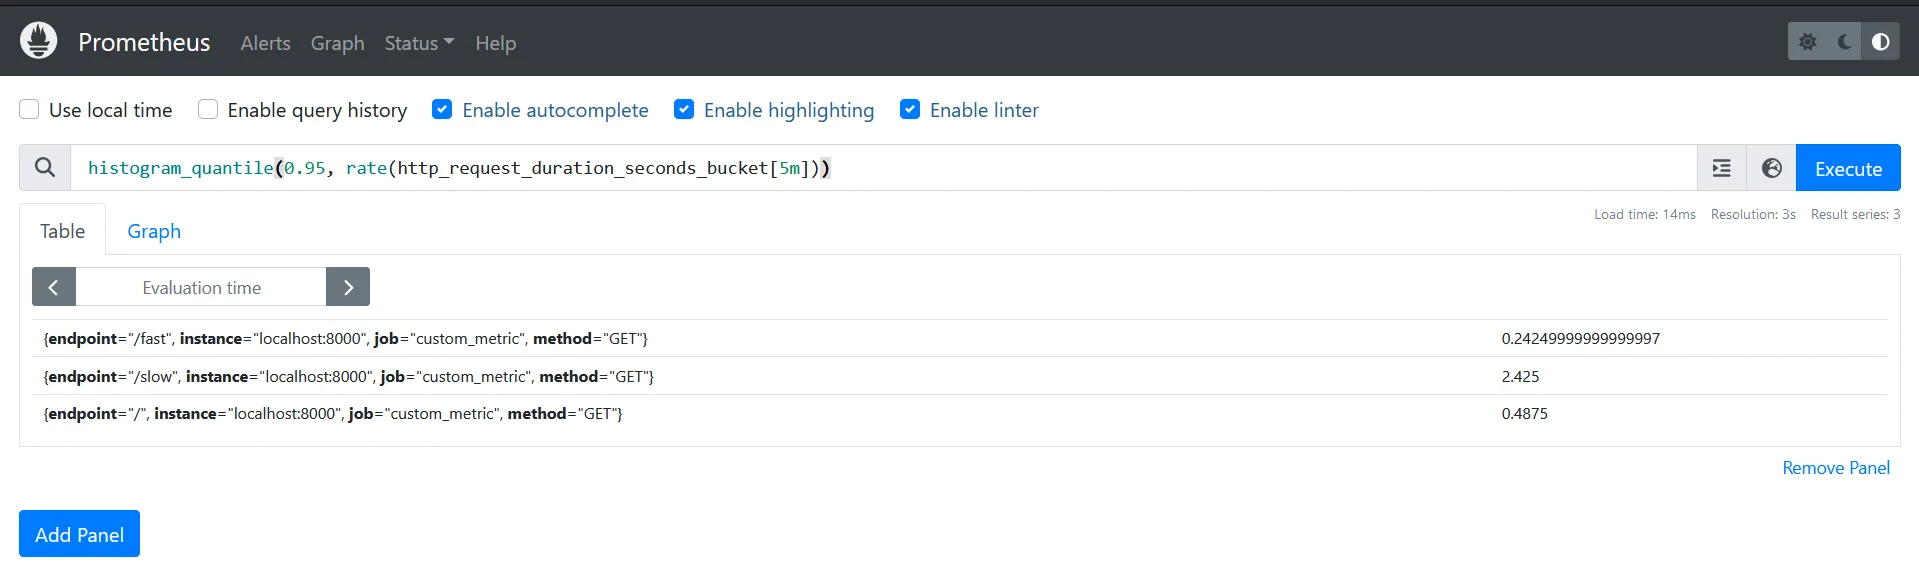 Prometheus Alerts Graph Status Help
Use local time Enable query history Enable autocomplete Enable highlighting Enable linter
histogram_quantile(0.95, rate(http_request_duration_seconds_bucket[5m])) Execute
Load time: 14ms Resolution: 3s Result series: 3
Table Graph
Evaluation time
{endpoint="/fast", instance="localhost:8000", job="custom_metric", method="GET"} 0.24249999999999997
{endpoint="/slow", instance="localhost:8000", job="custom_metric", method="GET"} 2.425
{endpoint="/", instance="localhost:8000", job="custom_metric", method="GET"} 0.4875
Remove Panel
Add Panel